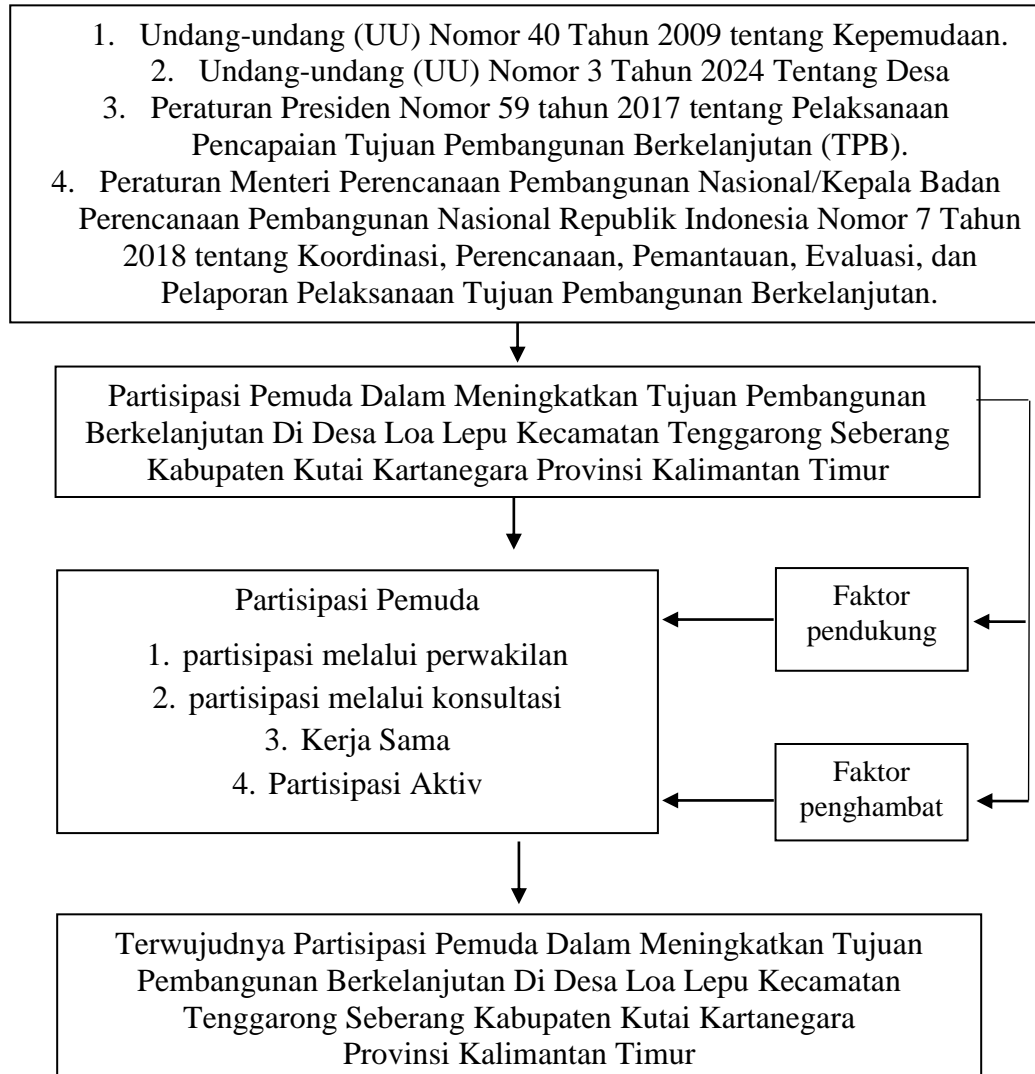 1. Undang-undang (UU) Nomor 40 Tahun 2009 tentang Kepemudaan.
2. Undang-undang (UU) Nomor 3 Tahun 2024 Tentang Desa
3. Peraturan Presiden Nomor 59 tahun 2017 tentang Pelaksanaan
Pencapaian Tujuan Pembangunan Berkelanjutan (TPB).
4. Peraturan Menteri Perencanaan Pembangunan Nasional/Kepala Badan
Perencanaan Pembangunan Nasional Republik Indonesia Nomor 7 Tahun
2018 tentang Koordinasi, Perencanaan, Pemantauan, Evaluasi, dan
Pelaporan Pelaksanaan Tujuan Pembangunan Berkelanjutan.
Partisipasi Pemuda Dalam Meningkatkan Tujuan Pembangunan
Berkelanjutan Di Desa Loa Lepu Kecamatan Tenggarong Seberang
Kabupaten Kutai Kartanegara Provinsi Kalimantan Timur
Partisipasi Pemuda
1. partisipasi melalui perwakilan
2. partisipasi melalui konsultasi
3. Kerja Sama
4. Partisipasi Aktiv
Faktor
pendukung
Faktor
penghambat
Terwujudnya Partisipasi Pemuda Dalam Meningkatkan Tujuan
Pembangunan Berkelanjutan Di Desa Loa Lepu Kecamatan
Tenggarong Seberang Kabupaten Kutai Kartanegara
Provinsi Kalimantan Timur